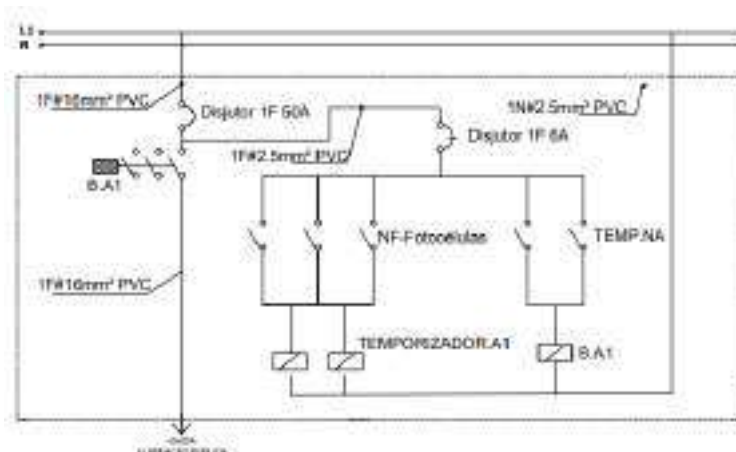 L1
N
1F#16mm² PVC
Disjutor 1F 50A
1N#2.5mm² PVC
Disjutor 1F 6A
1F#2.5mm² PVC
B.A1
NF-Fotocélulas
TEMP.NA
1F#16mm² PVC
TEMPORIZADOR.A1
B.A1